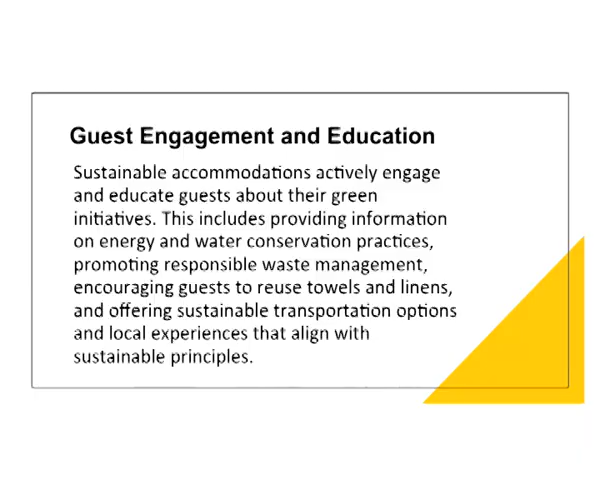 Guest Engagement and Education
Sustainable accommodations actively engage
and educate guests about their green
initiatives. This includes providing information
on energy and water conservation practices,
promoting responsible waste management,
encouraging guests to reuse towels and linens,
and offering sustainable transportation options
and local experiences that align with
sustainable principles.